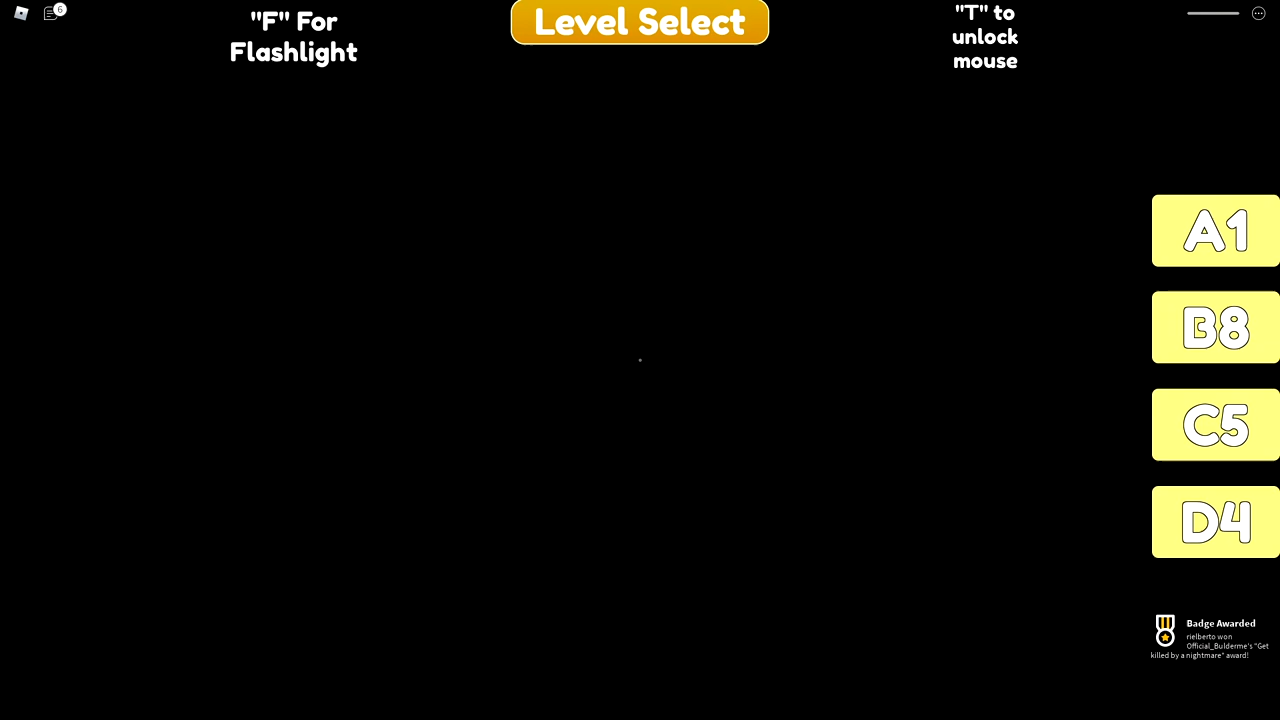 6
"F" For
Flashlight
Level Select
"T" to
unlock
mouse
A1
B8
C5
D4
Badge Awarded
rielberto won
Official_Bulderme's "Get
killed by a nightmare" award!